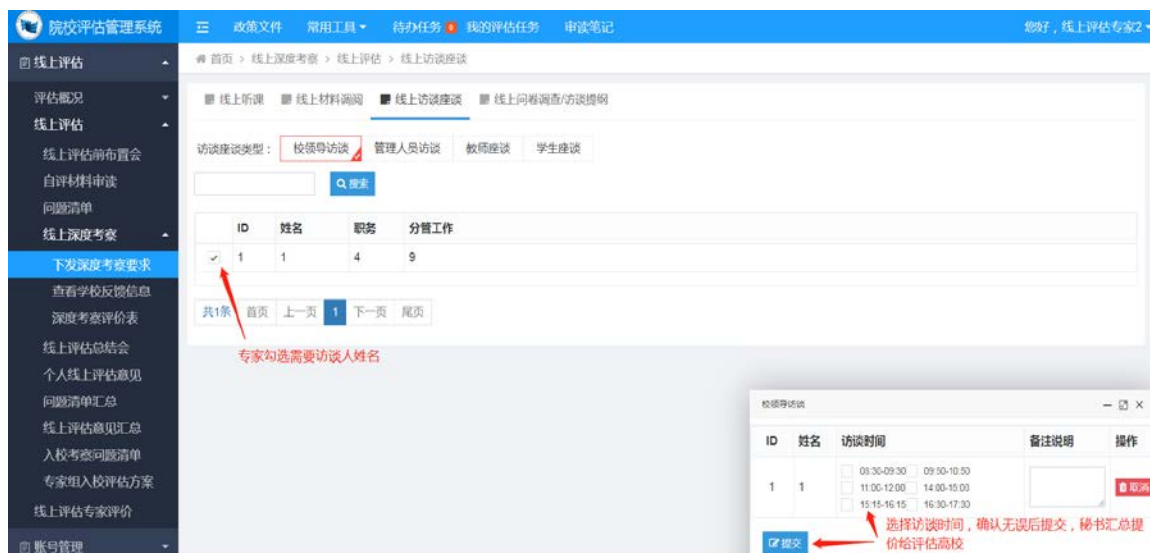 院校评估管理系统
政策文件 常用工具 待办任务 我的评估任务 审读笔记
您好，线上评估专家2
线上评估
首页 > 线上深度考察 > 线上评估 > 线上访谈座谈
评估概况
线上评估
线上评估前布置会
自评材料审读
问题清单
线上深度考察
下发深度考察要求
查看学校反馈信息
深度考察评价表
线上评估总结会
个人线上评估意见
问题清单汇总
线上评估意见汇总
入校考察问题清单
专家组入校评估方案
线上评估专家评价
账号管理
线上听课 线上材料调阅 线上访谈座谈 线上问卷调查/访谈提纲
访谈座谈类型： 校领导访谈 管理人员访谈 教师座谈 学生座谈
搜索
ID 姓名 职务 分管工作
1 1 4 9
共1条 首页 上一页 1 下一页 尾页
专家勾选需要访谈人姓名
校领导访谈
ID 姓名 访谈时间 备注说明 操作
08:30-09:30 09:50-10:50
1 1 11:00-12:00 14:00-15:00 取消
15:15-16:15 16:30-17:30
选择访谈时间，确认无误后提交，秘书汇总提
提交 价给评估高校